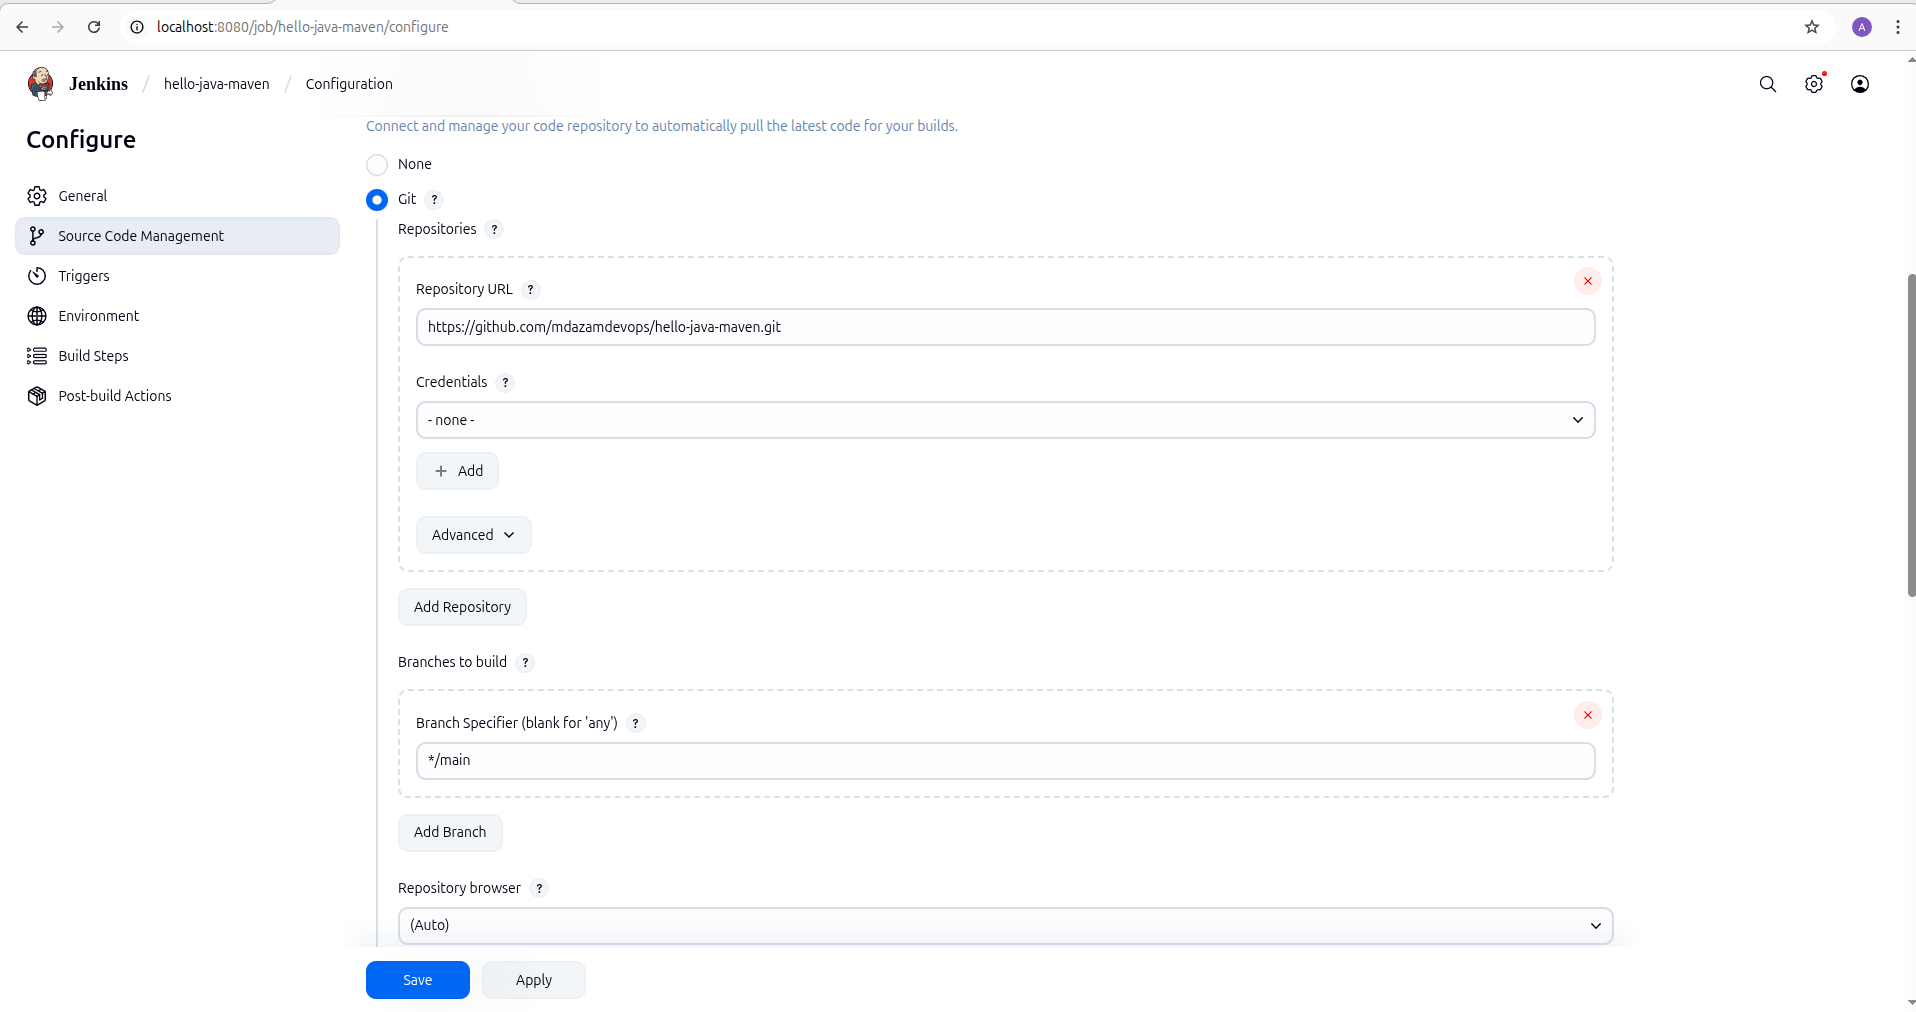 localhost:8080/job/hello-java-maven/configure
A
Jenkins / hello-java-maven / Configuration
Configure
General
Source Code Management
Triggers
Environment
Build Steps
Post-build Actions
Connect and manage your code repository to automatically pull the latest code for your builds.
None
Git ?
Repositories ?
Repository URL ?
https://github.com/mdazamdevops/hello-java-maven.git
Credentials ?
- none -
+ Add
Advanced
Add Repository
Branches to build ?
Branch Specifier (blank for 'any') ?
*/main
Add Branch
Repository browser ?
(Auto)
Save
Apply